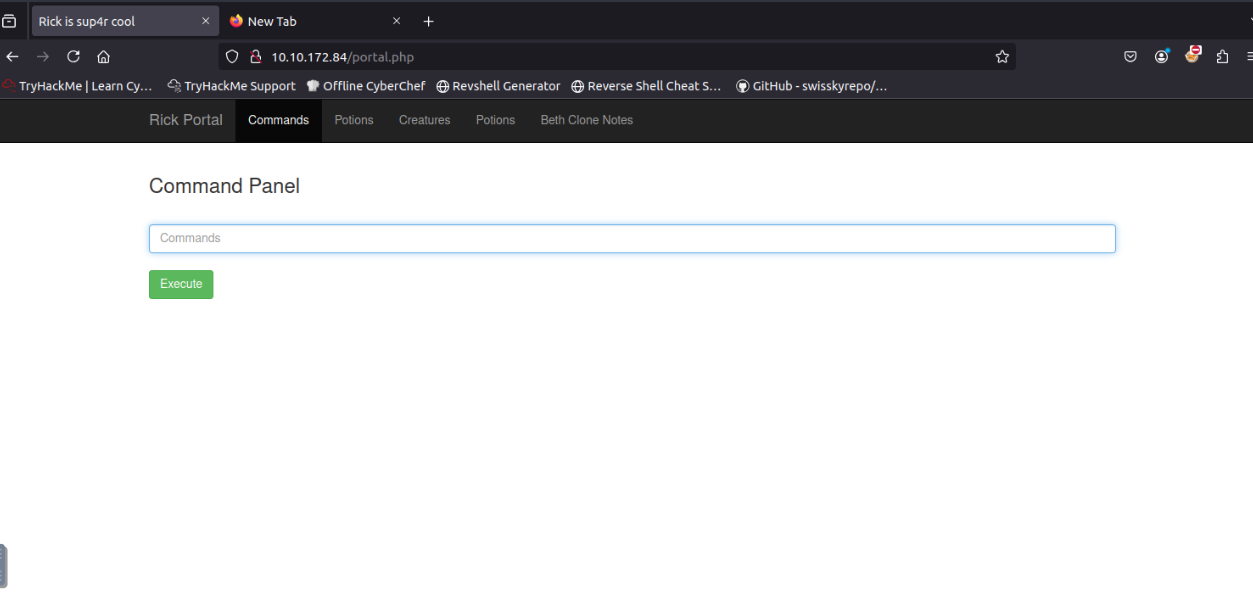 Rick is sup4r cool
New Tab
10.10.172.84/portal.php
TryHackMe | Learn Cy...
TryHackMe Support
Offline CyberChef
Revshell Generator
Reverse Shell Cheat S...
GitHub - swisskyrepo/...
Rick Portal
Commands
Potions
Creatures
Potions
Beth Clone Notes
Command Panel
Commands
Execute